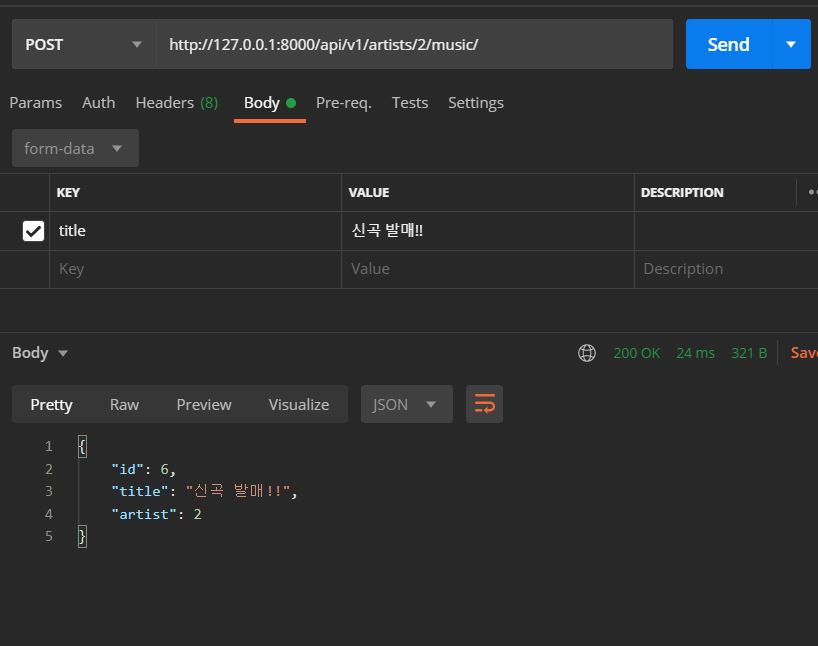 POST http://127.0.0.1:8000/api/v1/artists/2/music/ Send
Params Auth Headers (8) Body Pre-req. Tests Settings
form-data
KEY VALUE DESCRIPTION
title 신곡 발매!!
Key Value Description
Body 200 OK 24 ms 321 B Save
Pretty Raw Preview Visualize JSON
1 {
2 "id": 6,
3 "title": "신곡 발매!!",
4 "artist": 2
5 }